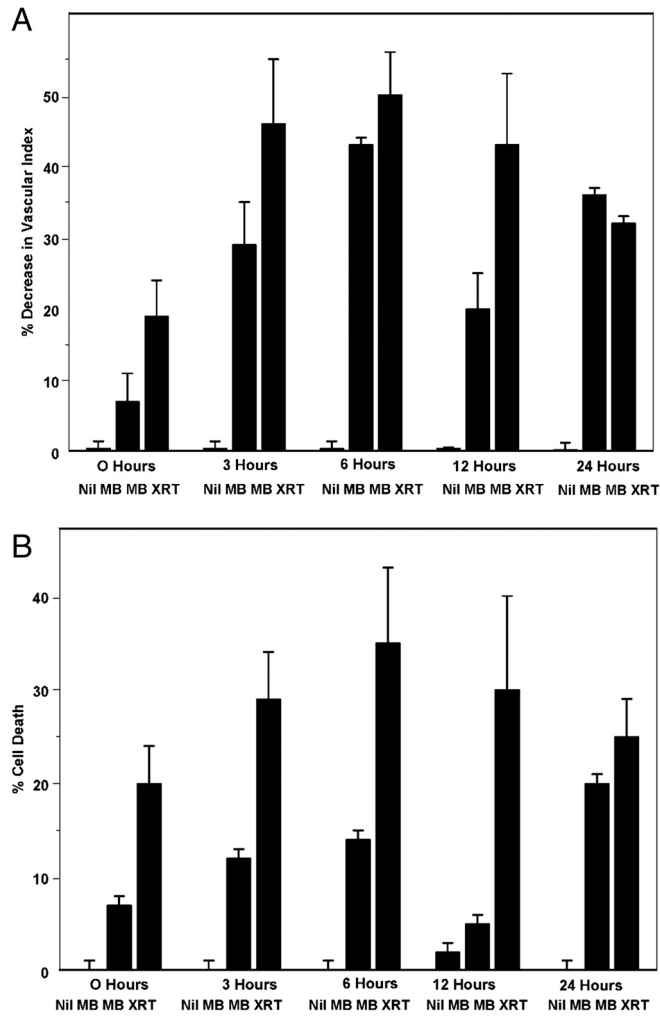 A
% Decrease in Vascular Index
50
40
30
20
10
0
O Hours 3 Hours 6 Hours 12 Hours 24 Hours
Nil MB MB XRT Nil MB MB XRT Nil MB MB XRT Nil MB MB XRT Nil MB MB XRT
B
% Cell Death
40
30
20
10
0
O Hours 3 Hours 6 Hours 12 Hours 24 Hours
Nil MB MB XRT Nil MB MB XRT Nil MB MB XRT Nil MB MB XRT Nil MB MB XRT